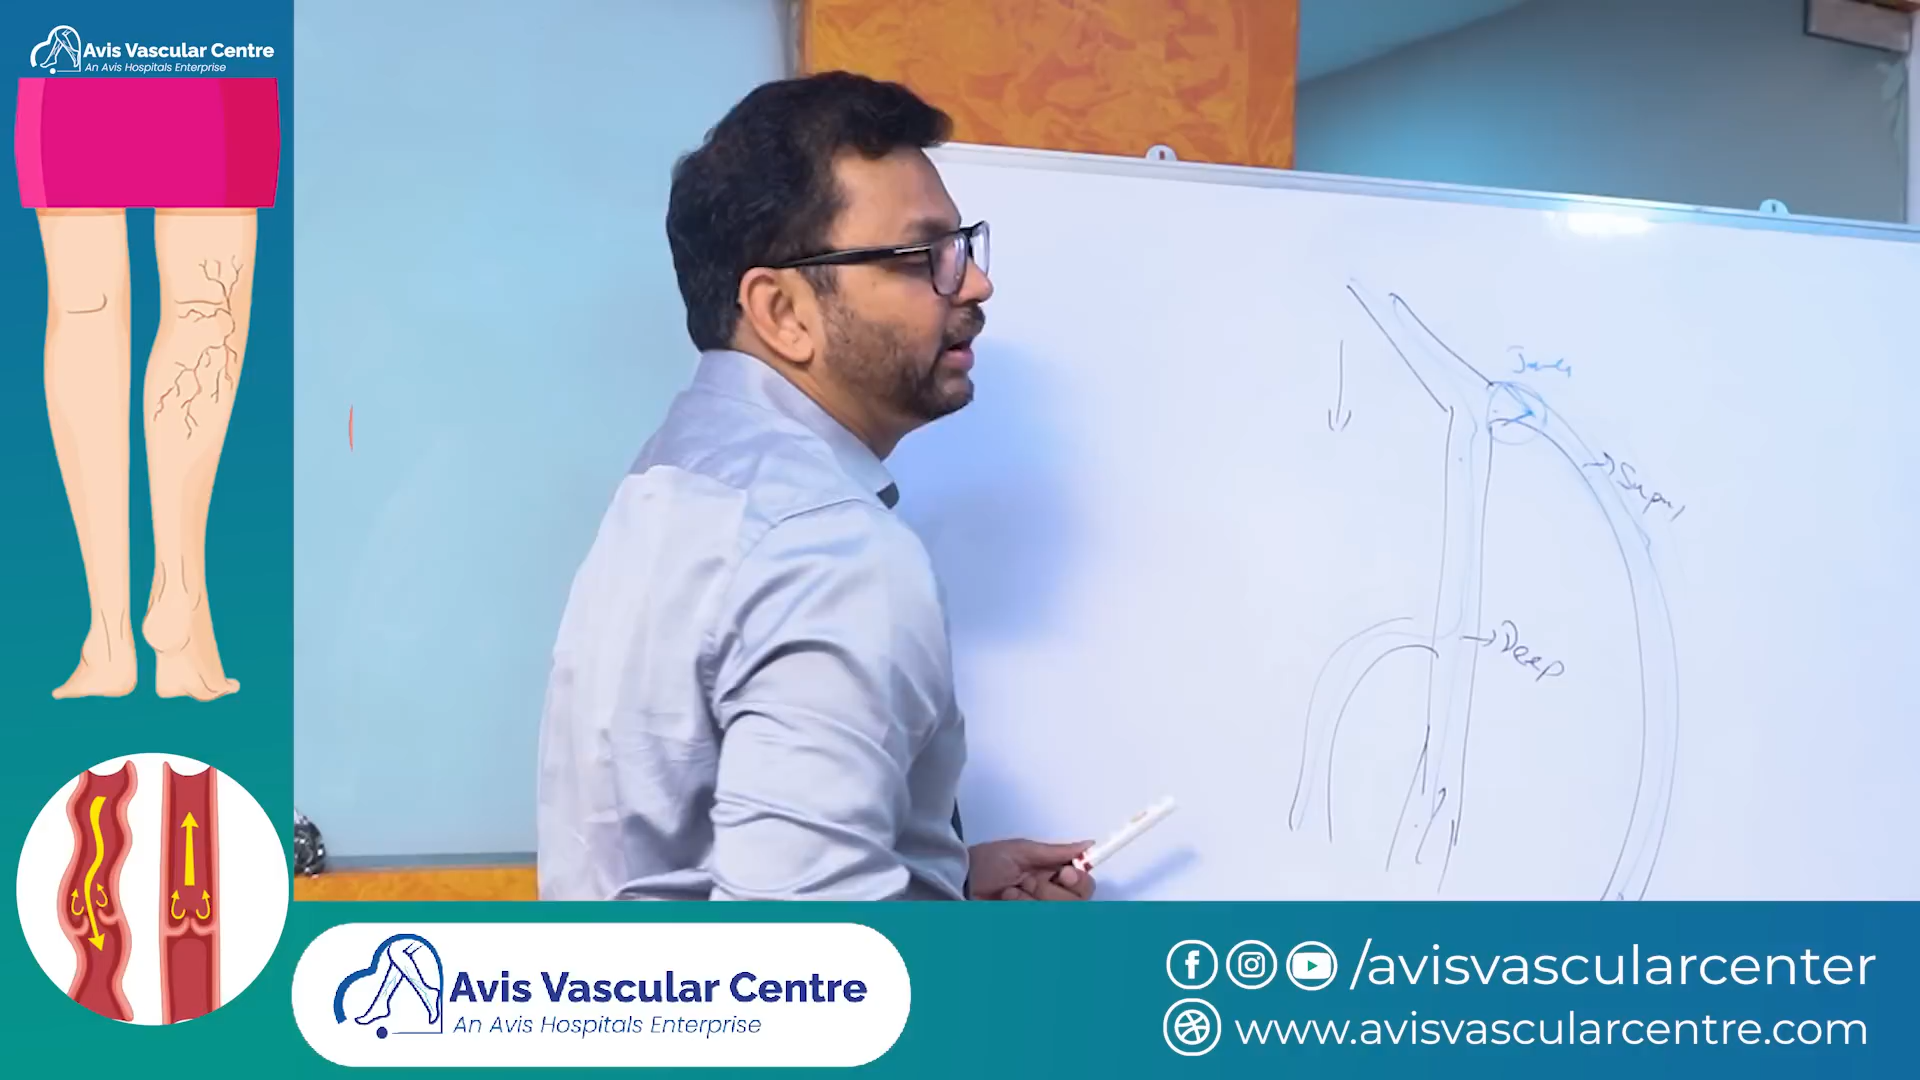 Avis Vascular Centre
An Avis Hospitals Enterprise
Deep
Avis Vascular Centre
An Avis Hospitals Enterprise
/avisvascularcenter
www.avisvascularcentre.com